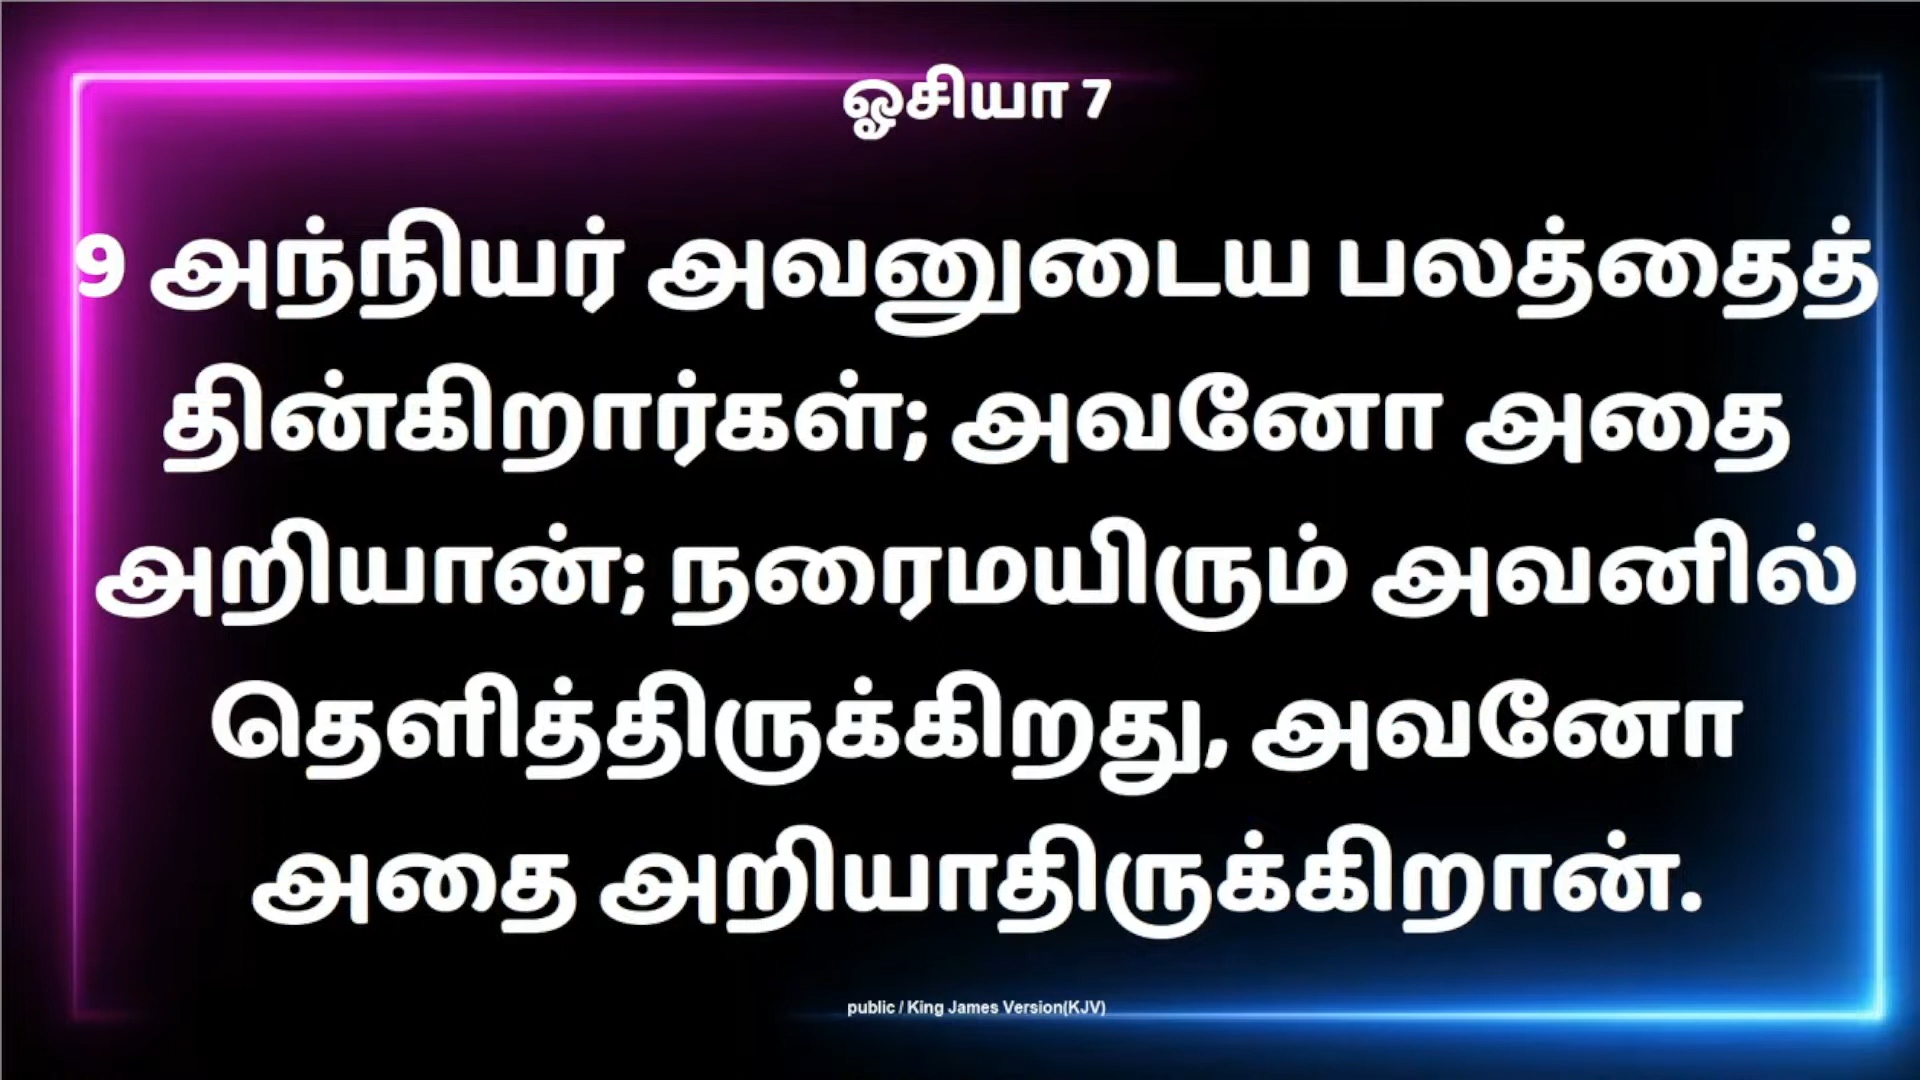 ஓசியா 7
9 அந்நியர் அவனுடைய பலத்தைத்
தின்கிறார்கள்; அவனோ அதை
அறியான்; நரைமயிரும் அவனில்
தெளித்திருக்கிறது, அவனோ
அதை அறியாதிருக்கிறான்.
public / King James Version(KJV)